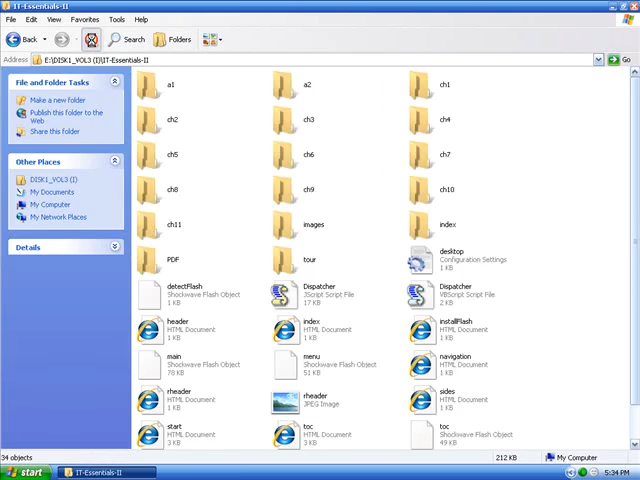 IT-Essentials-II
File Edit View Favorites Tools Help
Back Search Folders
Address E:\DISK1_VOL3 (I)\IT-Essentials-II Go
File and Folder Tasks
Make a new folder
Publish this folder to the
Web
Share this folder
Other Places
DISK1_VOL3 (I)
My Documents
My Computer
My Network Places
Details
a1 a2 ch1
ch2 ch3 ch4
ch5 ch6 ch7
ch8 ch9 ch10
ch11 images index
PDF tour desktop
Configuration Settings
1 KB
detectFlash Dispatcher Dispatcher
Shockwave Flash Object JScript Script File VBScript Script File
1 KB 17 KB 2 KB
header index installFlash
HTML Document HTML Document HTML Document
1 KB 1 KB 1 KB
main menu navigation
Shockwave Flash Object Shockwave Flash Object HTML Document
78 KB 51 KB 1 KB
rheader rheader sides
HTML Document JPEG Image HTML Document
1 KB 1 KB
start toc toc
HTML Document HTML Document Shockwave Flash Object
3 KB 3 KB 49 KB
34 objects 212 KB My Computer
start IT-Essentials-II 5:34 PM